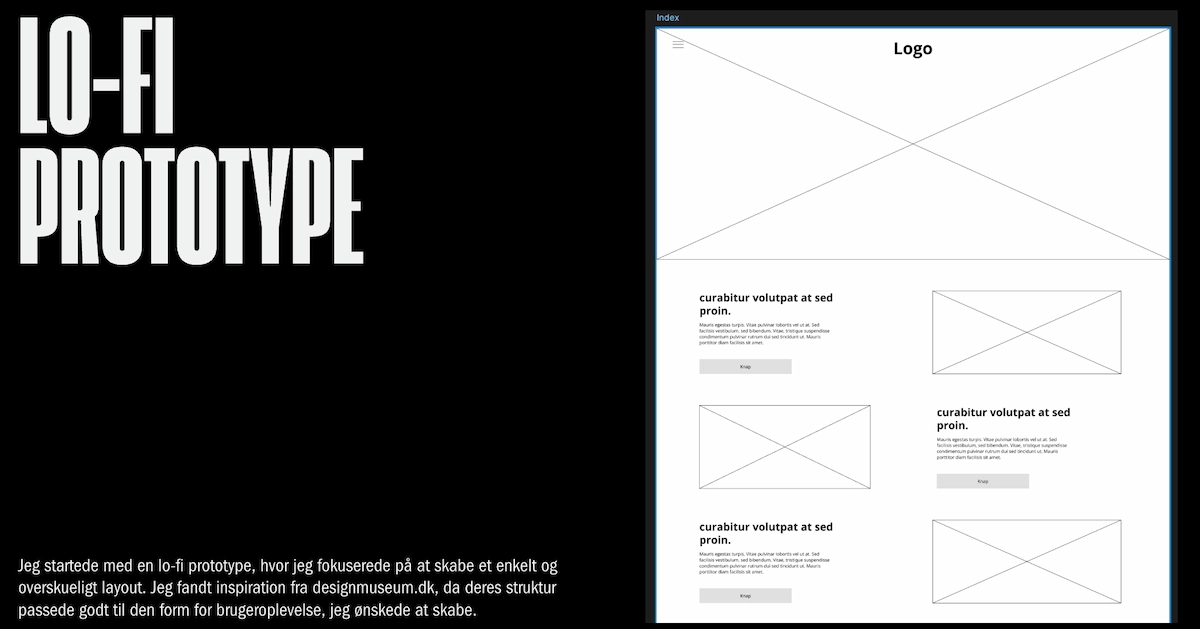 LO-FI
PROTOTYPE
Jeg startede med en lo-fi prototype, hvor jeg fokuserede på at skabe et enkelt og
overskueligt layout. Jeg fandt inspiration fra designmuseum.dk, da deres struktur
passede godt til den form for brugeroplevelse, jeg ønskede at skabe.
Index
Logo
curabitur volutpat at sed
proin.
Mauris egestas turpis. Vitae pulvinar lobortis vel ut at. Sed
facilisis vestibulum, sed bibendum. Vitae, tristique suspendisse
condimentum pulvinar rutrum dui sed tincidunt ut. Mauris
porttitor diam facilisis sit amet.
Knap
curabitur volutpat at sed
proin.
Mauris egestas turpis. Vitae pulvinar lobortis vel ut at. Sed
facilisis vestibulum, sed bibendum. Vitae, tristique suspendisse
condimentum pulvinar rutrum dui sed tincidunt ut. Mauris
porttitor diam facilisis sit amet.
Knap
curabitur volutpat at sed
proin.
Mauris egestas turpis. Vitae pulvinar lobortis vel ut at. Sed
facilisis vestibulum, sed bibendum. Vitae, tristique suspendisse
condimentum pulvinar rutrum dui sed tincidunt ut. Mauris
porttitor diam facilisis sit amet.
Knap